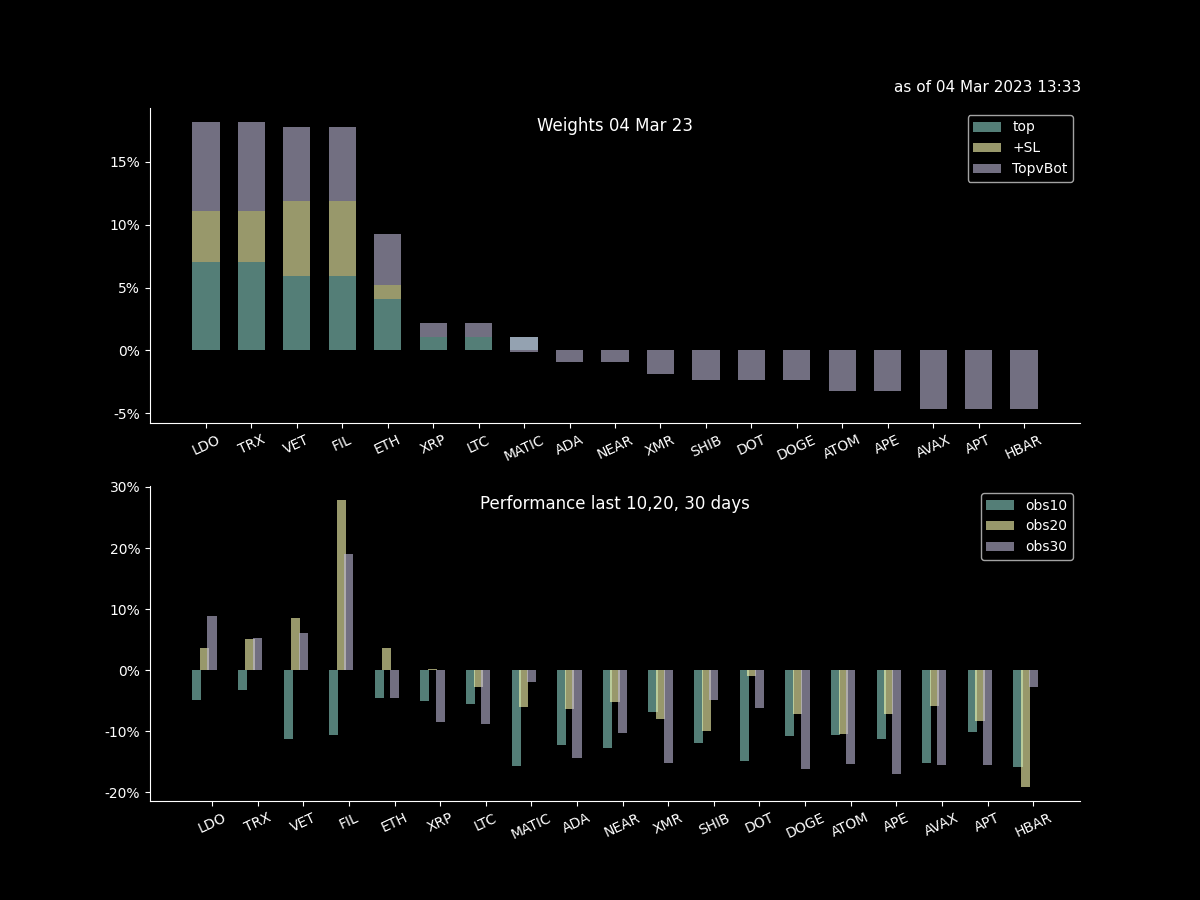 as of 04 Mar 2023 13:33
Weights 04 Mar 23
top
+SL
TopvBot
15%
10%
5%
0%
-5%
LDO TRX VET FIL ETH XRP LTC MATIC ADA NEAR XMR SHIB DOT DOGE ATOM APE AVAX APT HBAR
Performance last 10,20, 30 days
obs10
obs20
obs30
30%
20%
10%
0%
-10%
-20%
LDO TRX VET FIL ETH XRP LTC MATIC ADA NEAR XMR SHIB DOT DOGE ATOM APE AVAX APT HBAR